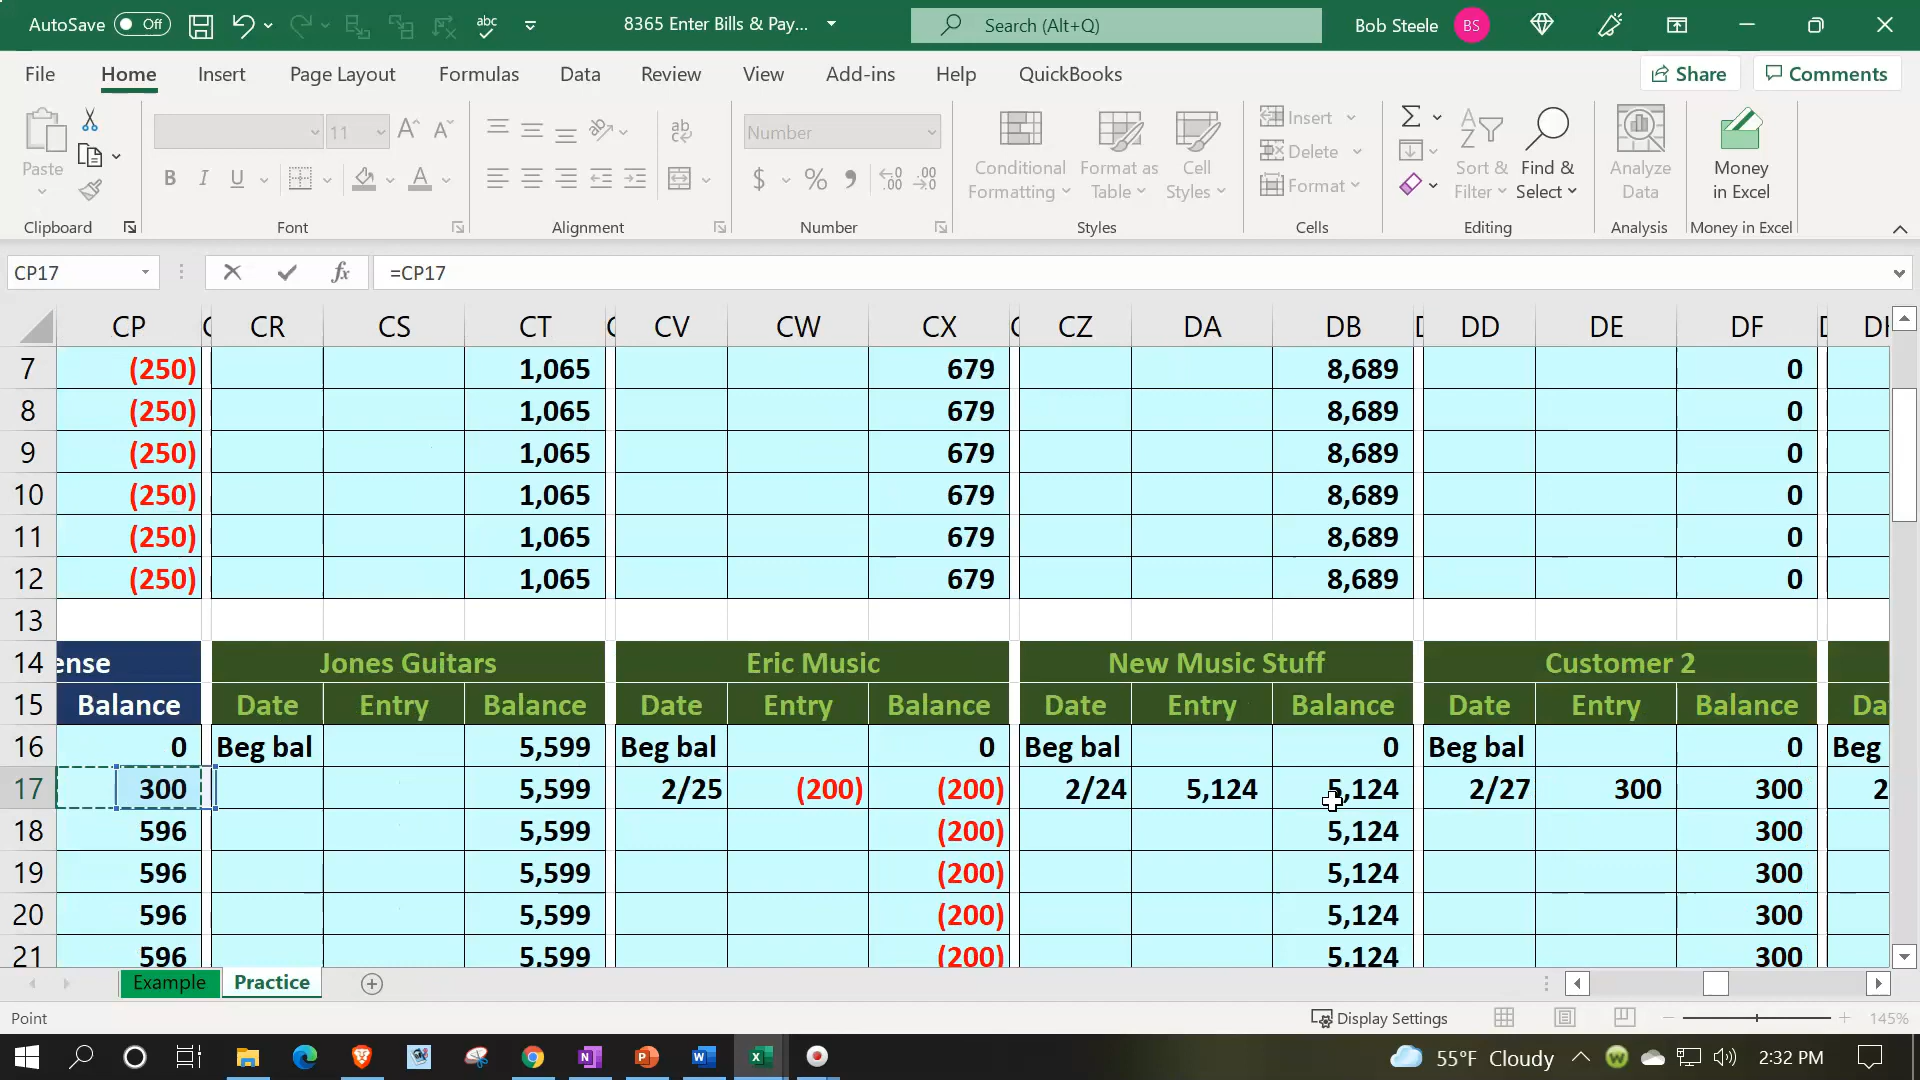 AutoSave Off abc 8365 Enter Bills & Pay... Search (Alt+Q) Bob Steele BS
File Home Insert Page Layout Formulas Data Review View Add-ins Help QuickBooks Share Comments
Paste 11 B I U ab Number $ % Conditional Formatting Format as Table Cell Styles Insert Delete Format Sort & Filter Find & Select Analyze Data Money in Excel
Clipboard Font Alignment Number Styles Cells Editing Analysis Money in Excel
CP17 fx =CP17
CP CR CS CT CV CW CX CZ DA DB DD DE DF
7 (250) 1,065 679 8,689 0
8 (250) 1,065 679 8,689 0
9 (250) 1,065 679 8,689 0
10 (250) 1,065 679 8,689 0
11 (250) 1,065 679 8,689 0
12 (250) 1,065 679 8,689 0
13
14 ense Jones Guitars Eric Music New Music Stuff Customer 2
15 Balance Date Entry Balance Date Entry Balance Date Entry Balance Date Entry Balance Da
16 0 Beg bal 5,599 Beg bal 0 Beg bal 0 Beg bal 0 Beg
17 300 5,599 2/25 (200) (200) 2/24 5,124 5,124 2/27 300 300 2
18 596 5,599 (200) 5,124 300
19 596 5,599 (200) 5,124 300
20 596 5,599 (200) 5,124 300
21 596 5,599 (200) 5,124 300
Example Practice
Point Display Settings 145%
55°F Cloudy 2:32 PM